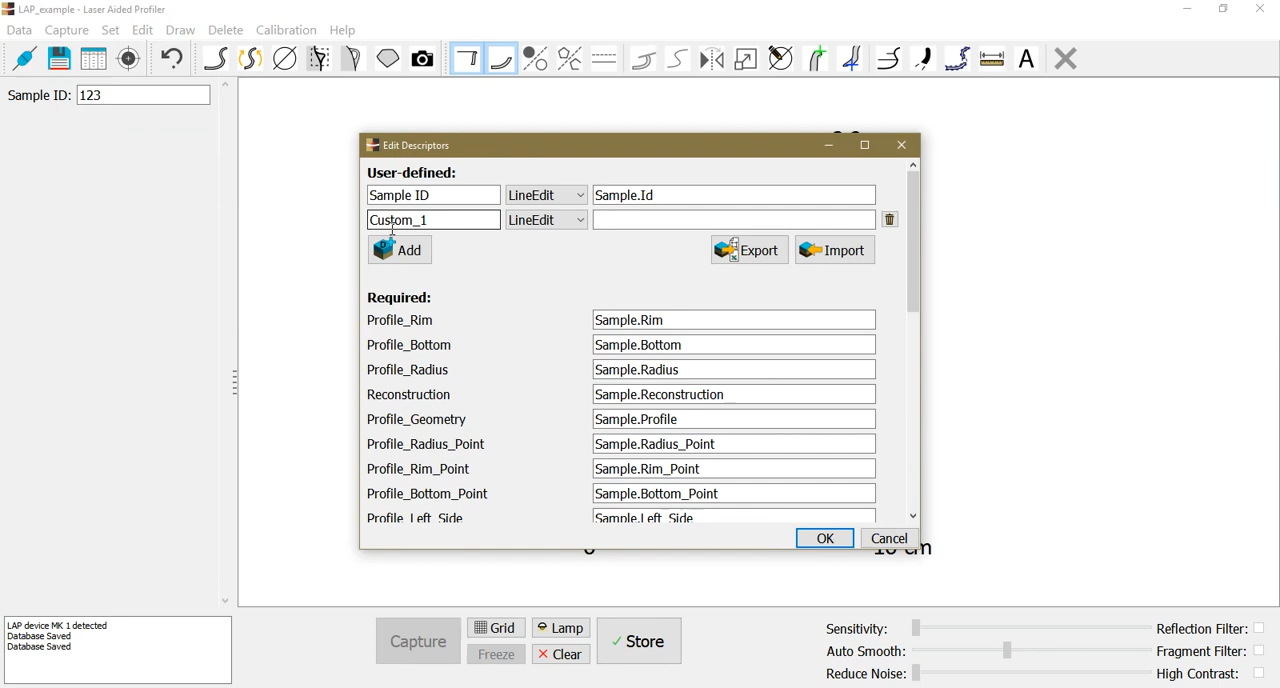 LAP_example - Laser Aided Profiler
Data Capture Set Edit Draw Delete Calibration Help
A
Sample ID: 123
Edit Descriptors
User-defined:
Sample ID LineEdit Sample.Id
Custom_1 LineEdit
Add Export Import
Required:
Profile_Rim Sample.Rim
Profile_Bottom Sample.Bottom
Profile_Radius Sample.Radius
Reconstruction Sample.Reconstruction
Profile_Geometry Sample.Profile
Profile_Radius_Point Sample.Radius_Point
Profile_Rim_Point Sample.Rim_Point
Profile_Bottom_Point Sample.Bottom_Point
Profile_Left_Side Sample.Left_Side
OK Cancel
0 10 cm
LAP device MK 1 detected
Database Saved
Database Saved
Capture Grid Lamp Store
Freeze Clear
Sensitivity: Reflection Filter:
Auto Smooth: Fragment Filter:
Reduce Noise: High Contrast: